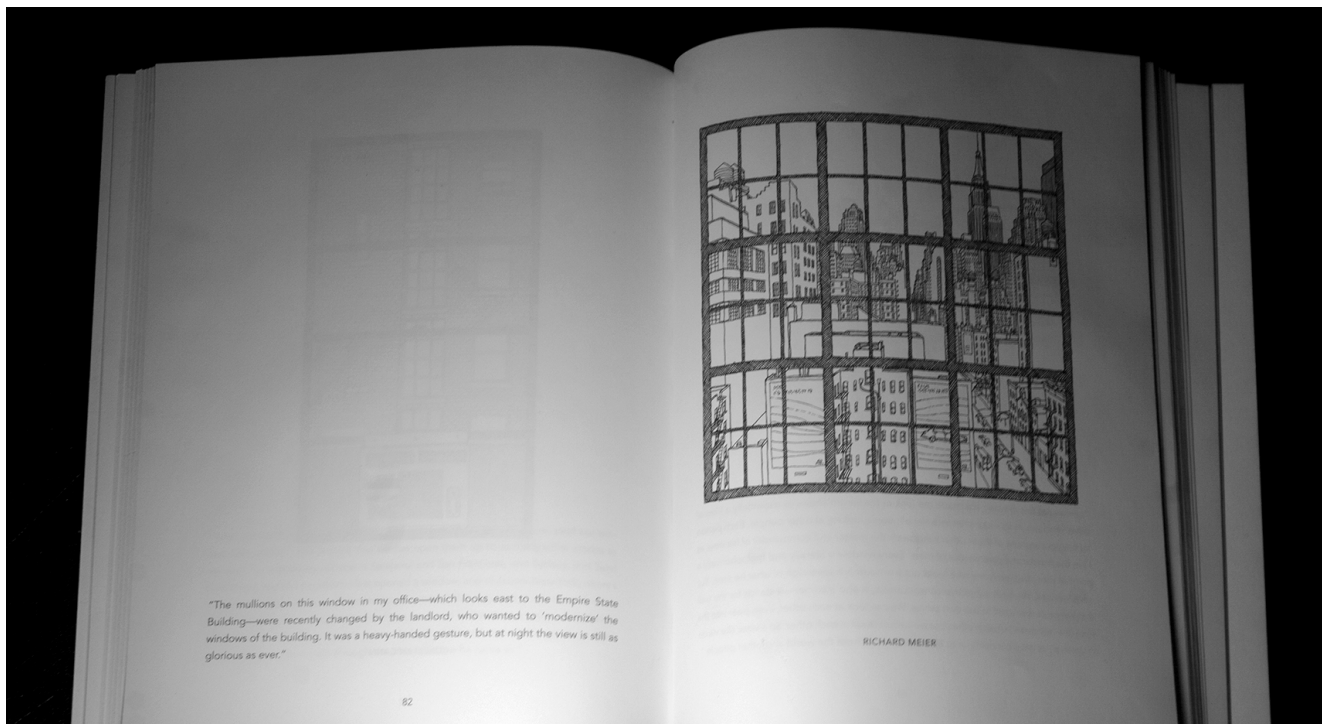 "The mullions on this window in my office—which looks east to the Empire State
Building—were recently changed by the landlord, who wanted to 'modernize' the
windows of the building. It was a heavy-handed gesture, but at night the view is still as
glorious as ever."
82
RICHARD MEIER